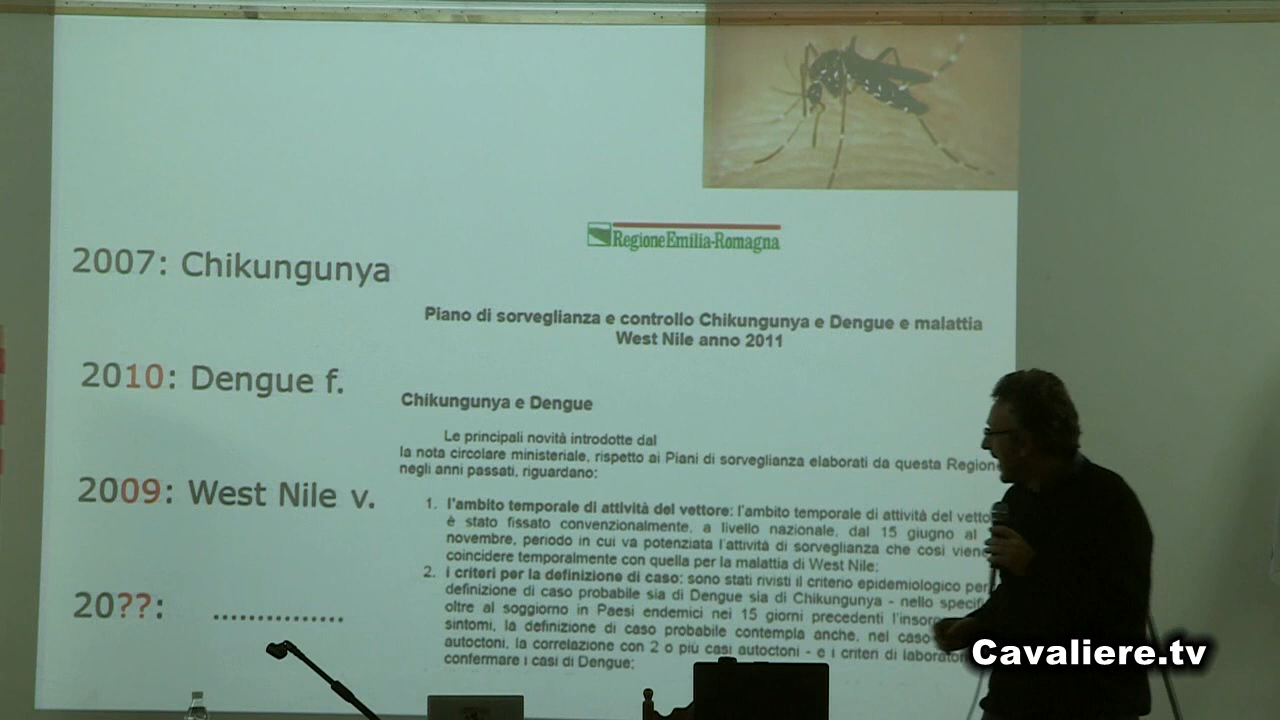 RegioneEmilia-Romagna
2007: Chikungunya
Piano di sorveglianza e controllo Chikungunya e Dengue e malattia
West Nile anno 2011
2010: Dengue f.
Chikungunya e Dengue
Le principali novità introdotte dal
la nota circolare ministeriale, rispetto ai Piani di sorveglianza elaborati da questa Regione
negli anni passati, riguardano:
2009: West Nile v.
1. l'ambito temporale di attività del vettore: l'ambito temporale di attività del
è stato fissato convenzionalmente, a livello nazionale, dal 15 giugno al
novembre, periodo in cui va potenziata l'attività di sorveglianza che così
coincidere temporalmente con quella per la malattia di West Nile;
2. i criteri per la definizione di caso: sono stati rivisti il criterio epidemiologico per
definizione di caso probabile sia di Dengue sia di Chikungunya - nello
oltre al soggiorno in Paesi endemici nei 15 giorni precedenti
sintomi, la definizione di caso probabile contempla anche, nel caso
autoctoni, la correlazione con 2 o più casi autoctoni - e i criteri di
confermare i casi di Dengue;
20??: ...............
Cavaliere.tv